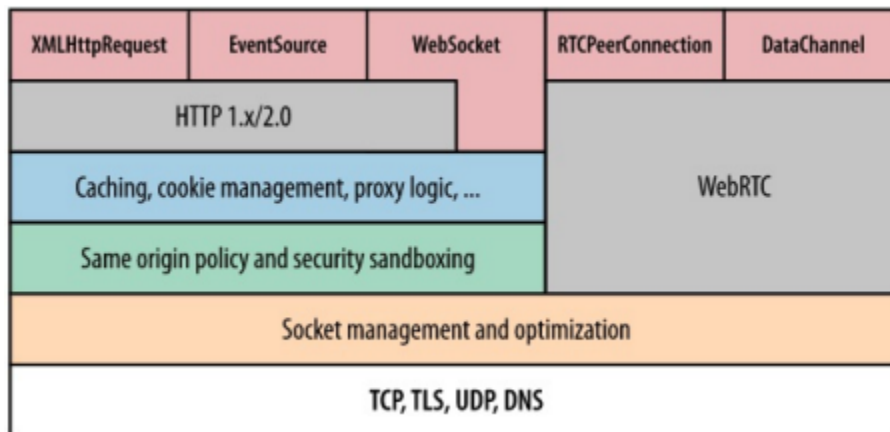 XMLHttpRequest EventSource WebSocket RTCPeerConnection DataChannel
HTTP 1.x/2.0
Caching, cookie management, proxy logic, ...
WebRTC
Same origin policy and security sandboxing
Socket management and optimization
TCP, TLS, UDP, DNS